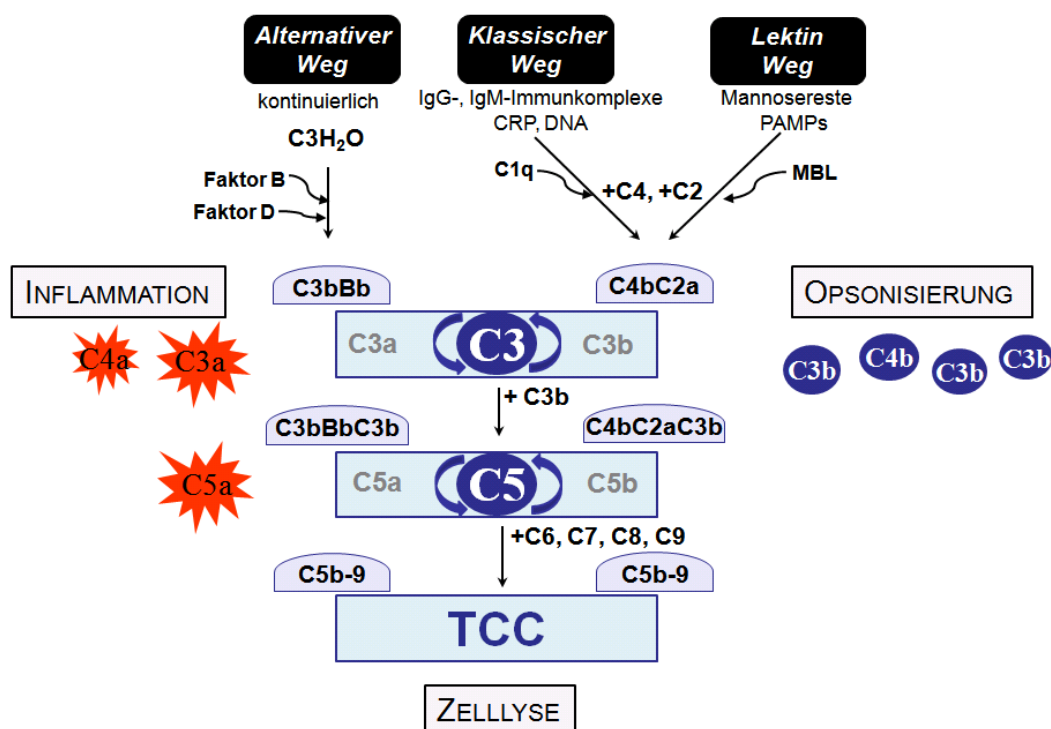 Alternativer
Weg
Klassischer
Weg
Lektin
Weg
kontinuierlich
IgG-, IgM-Immunkomplexe
CRP, DNA
Mannosereste
PAMPs
C3H₂O
Faktor B
Faktor D
C1q
+C4, +C2
MBL
INFLAMMATION
C3bBb
C4bC2a
OPSONISIERUNG
C4a
C3a
C3a
C3
C3b
C3b
C4b
C3b
C3b
+ C3b
C3bBbC3b
C4bC2aC3b
C5a
C5a
C5
C5b
+C6, C7, C8, C9
C5b-9
C5b-9
TCC
ZELLLYSE